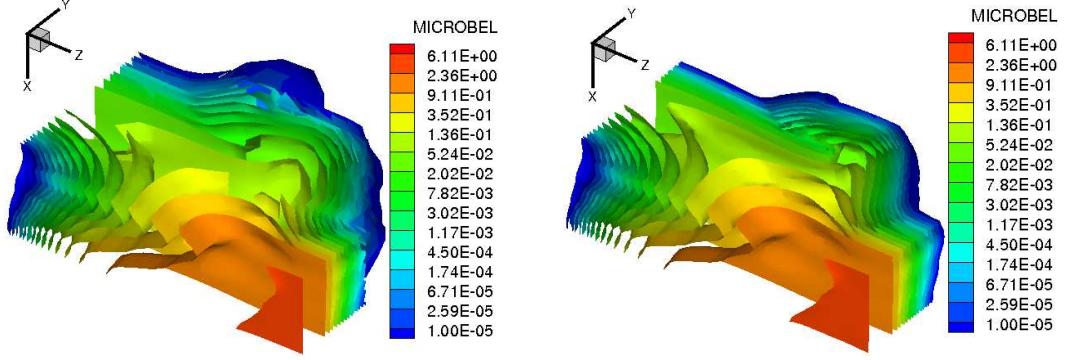 Y
Z
X
MICROBEL
6.11E+00
2.36E+00
9.11E-01
3.52E-01
1.36E-01
5.24E-02
2.02E-02
7.82E-03
3.02E-03
1.17E-03
4.50E-04
1.74E-04
6.71E-05
2.59E-05
1.00E-05
Y
Z
X
MICROBEL
6.11E+00
2.36E+00
9.11E-01
3.52E-01
1.36E-01
5.24E-02
2.02E-02
7.82E-03
3.02E-03
1.17E-03
4.50E-04
1.74E-04
6.71E-05
2.59E-05
1.00E-05